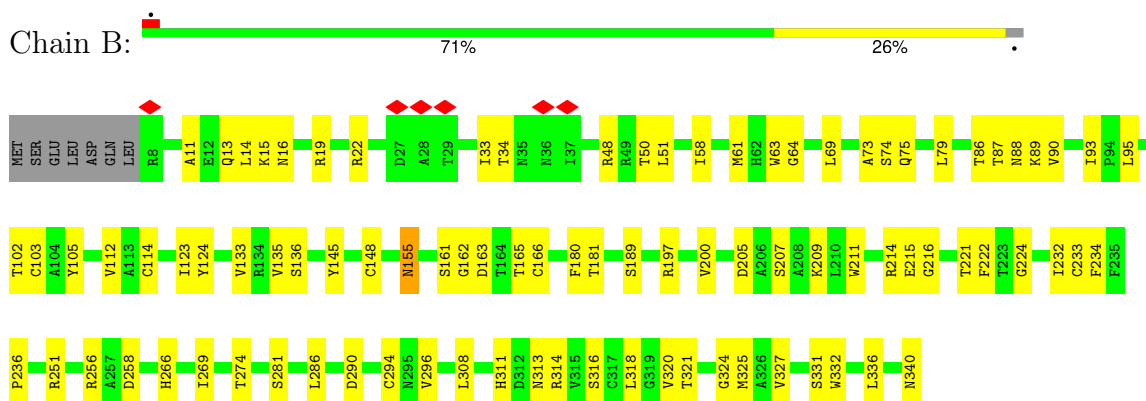 Chain B:
71% 26%
MET SER GLU LEU ASP GLN LEU R8 A11 E12 Q13 L14 K15 N16 R19 R22 D27 A28 T29 I33 T34 N35 N36 I37 R48 R49 T50 L51 I58 M61 H62 W63 G64 L69 A73 S74 Q75 L79 T86 T87 N88 K89 V90 I93 P94 L95
T102 C103 A104 Y105 V112 A113 C114 I123 Y124 V133 R134 V135 S136 Y145 C148 N155 S161 G162 D163 T164 T165 C166 F180 T181 S189 R197 V200 D205 A206 S207 A208 K209 L210 W211 R214 E215 G216 T221 F222 T223 G224 I232 C233 F234 F235
P236 R251 R256 A257 D258 H266 I269 T274 S281 L286 D290 C294 N295 V296 L308 H311 D312 N313 R314 V315 S316 C317 L318 G319 V320 T321 G324 M325 A326 V327 S331 W332 L336 N340